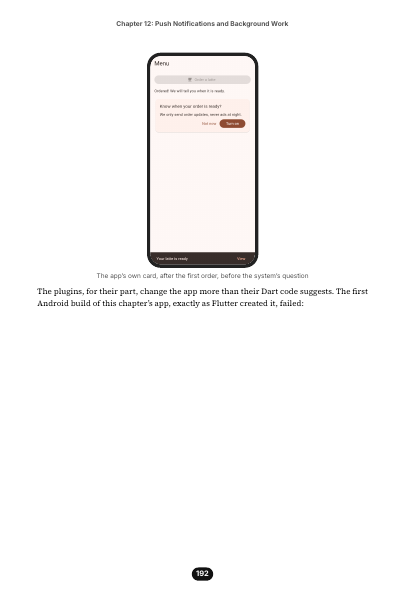 Chapter 12: Push Notifications and Background Work
Menu
Order a latte
Ordered! We will tell you when it is ready.
Know when your order is ready?
We only send order updates, never ads at night.
Not now
Turn on
Your latte is ready
View
The app's own card, after the first order, before the system's question
The plugins, for their part, change the app more than their Dart code suggests. The first
Android build of this chapter's app, exactly as Flutter created it, failed:
192